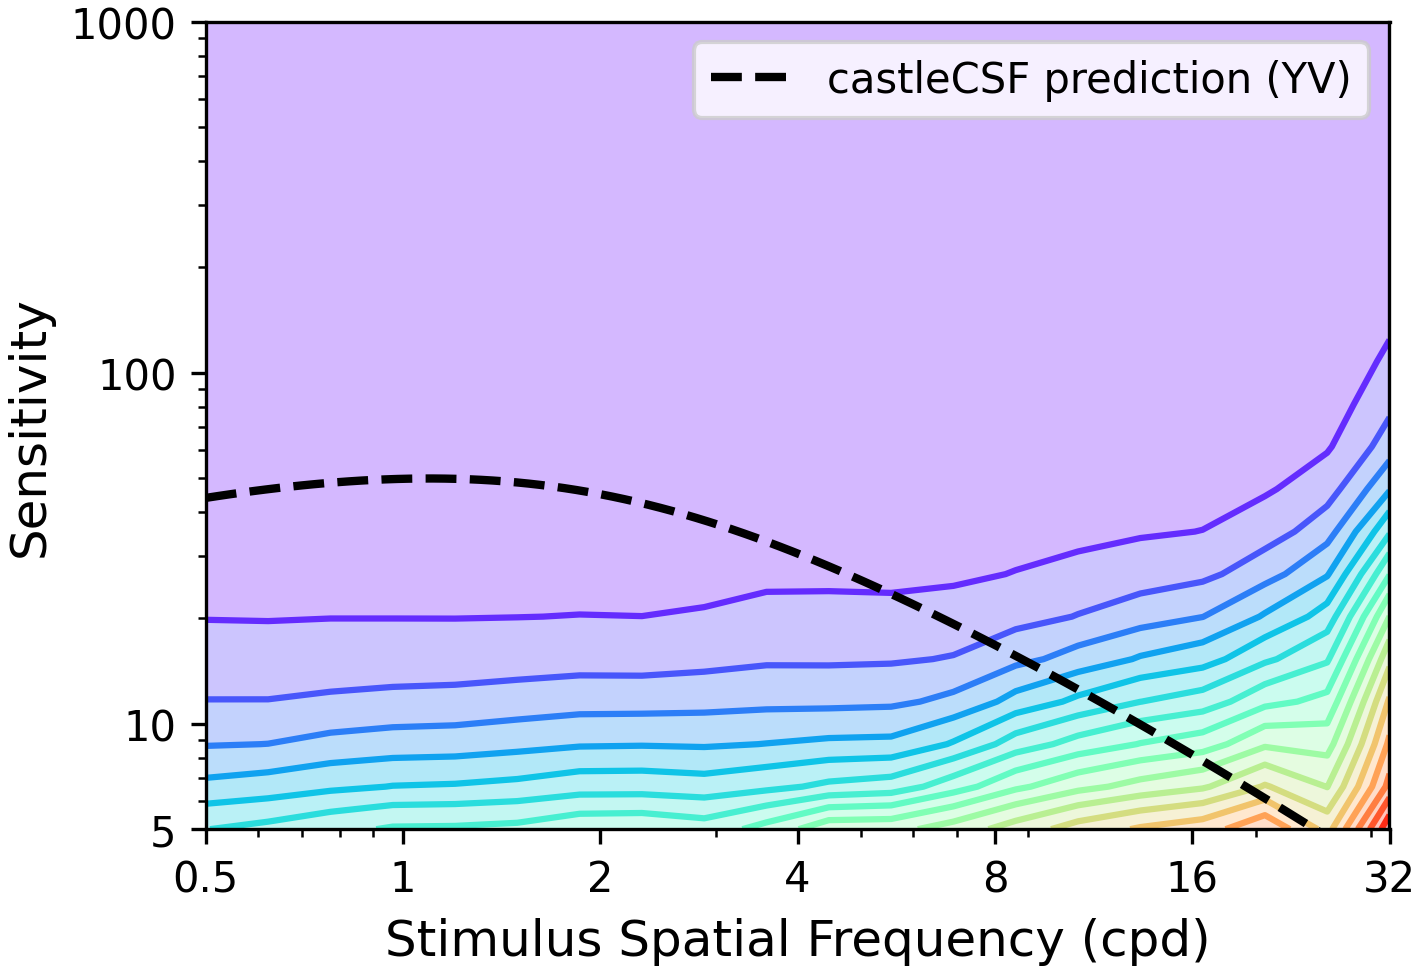 1000
100
10
5
Sensitivity
castleCSF prediction (YV)
0.5 1 2 4 8 16 32
Stimulus Spatial Frequency (cpd)